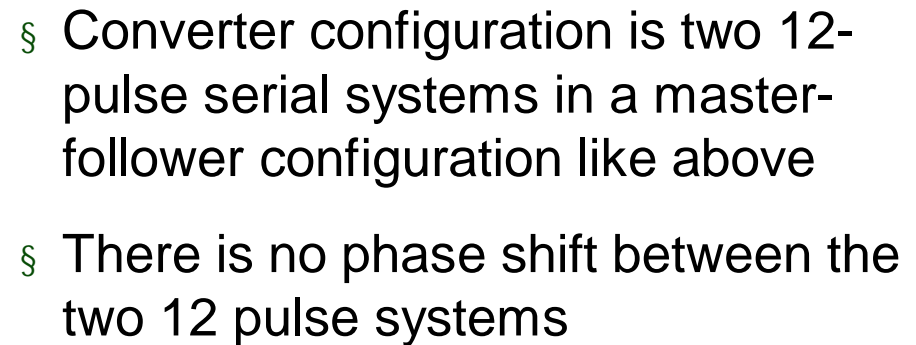 § Converter configuration is two 12-
pulse serial systems in a master-
follower configuration like above
§ There is no phase shift between the
two 12 pulse systems